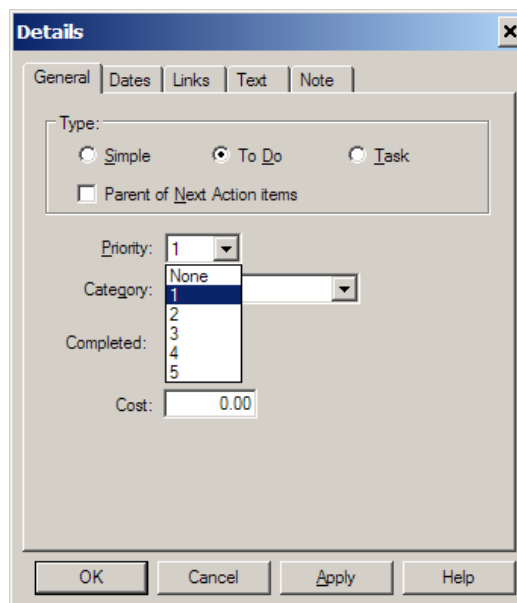 Details
General Dates Links Text Note
Type:
Simple To Do Task
Parent of Next Action items
Priority: 1
None
Category:
1
2
3
Completed:
4
5
Cost: 0.00
OK Cancel Apply Help